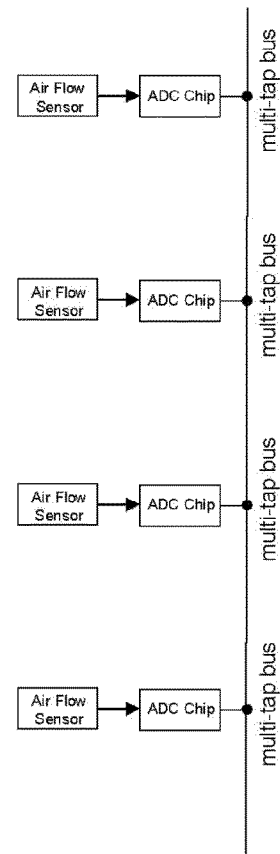 Air Flow
Sensor
ADC Chip
multi-tap bus
Air Flow
Sensor
ADC Chip
multi-tap bus
Air Flow
Sensor
ADC Chip
multi-tap bus
Air Flow
Sensor
ADC Chip
multi-tap bus